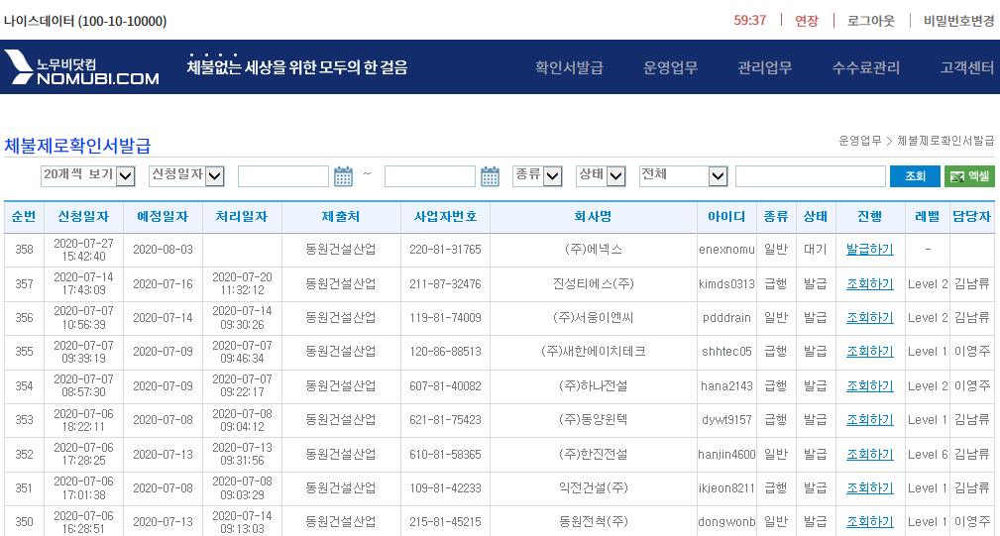 나이스데이터 (100-10-10000) 59:37 | 연장 | 로그아웃 | 비밀번호변경
노무비닷컴 NOMUBI.COM 체불없는 세상을 위한 모두의 한 걸음 확인서발급 운영업무 관리업무 수수료관리 고객센터
체불제로확인서발급 운영업무 > 체불제로확인서발급
20개씩 보기 신청일자 ~ 종류 상태 전체 조회 엑셀
순번 신청일자 예정일자 처리일자 제출처 사업자번호 회사명 아이디 종류 상태 진행 레벨 담당자
358 2020-07-27 15:42:40 2020-08-03 동원건설산업 220-81-31765 (주)에넥스 enexnomu 일반 대기 발급하기 -
357 2020-07-14 17:43:09 2020-07-16 2020-07-20 11:32:12 동원건설산업 211-87-32476 진성티에스(주) kimds0313 급행 발급 조회하기 Level 2 김남류
356 2020-07-07 10:56:39 2020-07-14 2020-07-14 09:30:26 동원건설산업 119-81-74009 (주)서웅이엔씨 pdddrain 일반 발급 조회하기 Level 2 김남류
355 2020-07-07 09:39:19 2020-07-09 2020-07-07 09:46:34 동원건설산업 120-86-88513 (주)새한에이치테크 shhtec05 급행 발급 조회하기 Level 1 이영주
354 2020-07-07 08:57:30 2020-07-09 2020-07-07 09:22:17 동원건설산업 607-81-40082 (주)하나전설 hana2143 급행 발급 조회하기 Level 2 이영주
353 2020-07-06 18:22:11 2020-07-08 2020-07-08 09:04:12 동원건설산업 621-81-75423 (주)동양윈텍 dywt9157 급행 발급 조회하기 Level 1 김남류
352 2020-07-06 17:28:25 2020-07-13 2020-07-13 09:31:56 동원건설산업 610-81-58365 (주)한진전설 hanjin4600 일반 발급 조회하기 Level 6 김남류
351 2020-07-06 17:01:38 2020-07-08 2020-07-08 09:03:29 동원건설산업 109-81-42233 익전건설(주) ikjeon8211 급행 발급 조회하기 Level 1 김남류
350 2020-07-06 16:28:51 2020-07-13 2020-07-14 09:13:03 동원건설산업 215-81-45215 동원전척(주) dongwonb 일반 발급 조회하기 Level 1 이영주